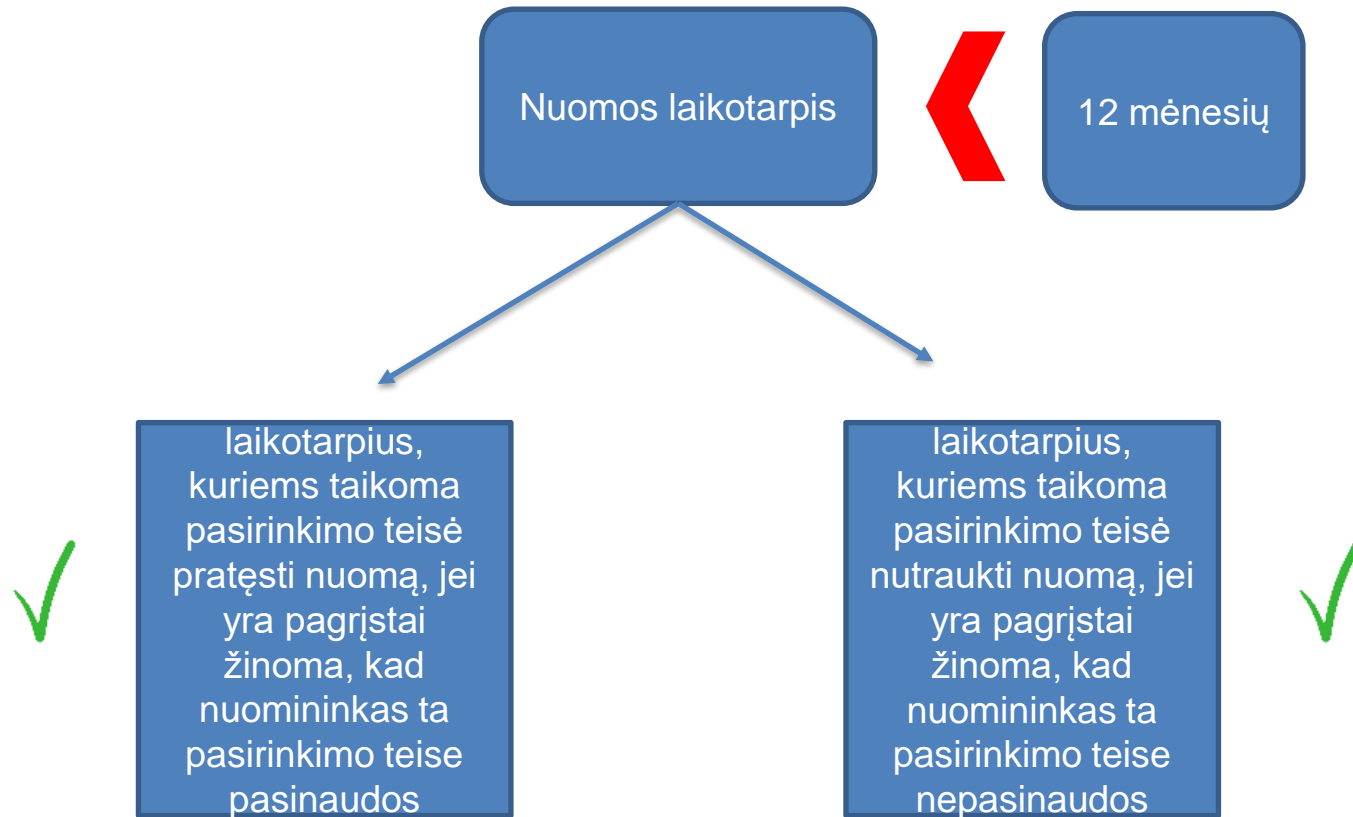 Nuomos laikotarpis
12 mėnesių
laikotarpius,
kuriems taikoma
pasirinkimo teisė
pratęsti nuomą, jei
yra pagrįstai
žinoma, kad
nuomininkas ta
pasirinkimo teise
pasinaudos
laikotarpius,
kuriems taikoma
pasirinkimo teisė
nutraukti nuomą, jei
yra pagrįstai
žinoma, kad
nuomininkas ta
pasirinkimo teise
nepasinaudos